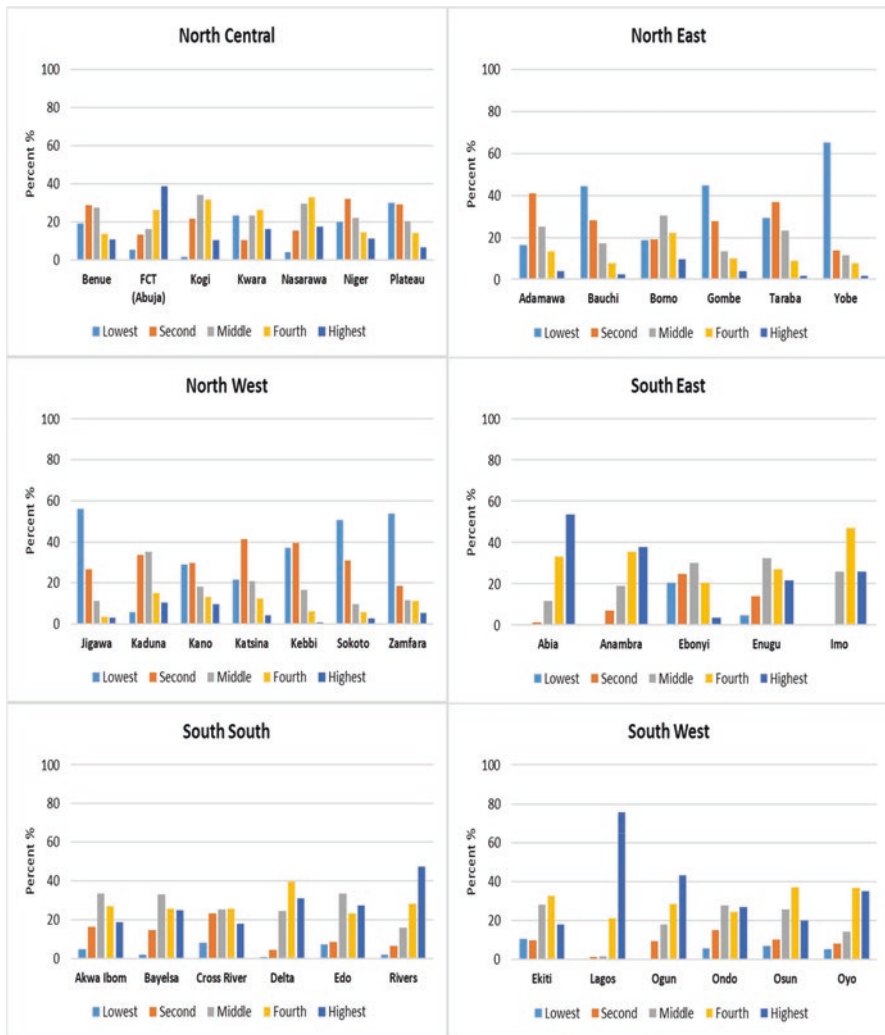 North Central
100
80
60
40
20
0
Percent %
Benue FCT (Abuja) Kogi Kwara Nasarawa Niger Plateau
Lowest Second Middle Fourth Highest
North East
100
80
60
40
20
0
Percent %
Adamawa Bauchi Borno Gombe Taraba Yobe
Lowest Second Middle Fourth Highest
North West
100
80
60
40
20
0
Percent %
Jigawa Kaduna Kano Katsina Kebbi Sokoto Zamfara
Lowest Second Middle Fourth Highest
South East
100
80
60
40
20
0
Percent %
Abia Anambra Ebonyi Enugu Imo
Lowest Second Middle Fourth Highest
South South
100
80
60
40
20
0
Percent %
Akwa Ibom Bayelsa Cross River Delta Edo Rivers
Lowest Second Middle Fourth Highest
South West
100
80
60
40
20
0
Percent %
Ekiti Lagos Ogun Ondo Osun Oyo
Lowest Second Middle Fourth Highest